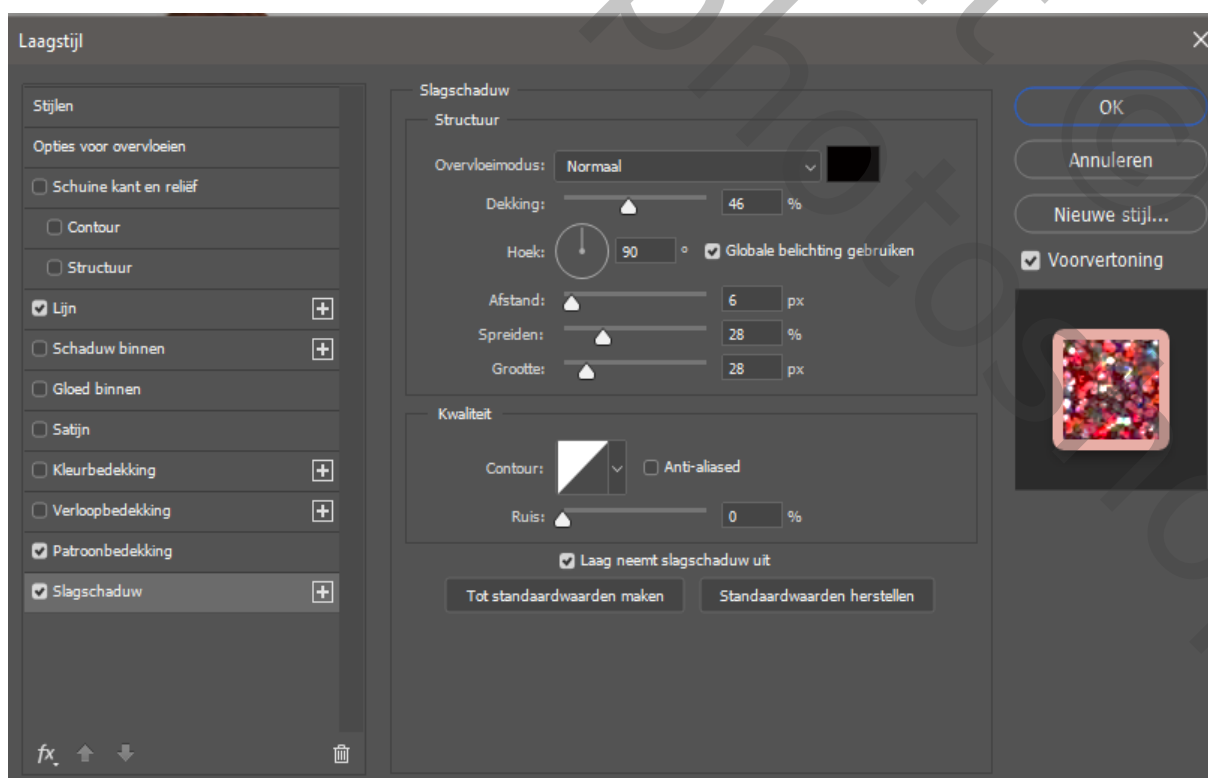 Laagstijl
Stijlen
Opties voor overvloeien
Schuine kant en reliëf
Contour
Structuur
Lijn
Schaduw binnen
Gloed binnen
Satijn
Kleurbedekking
Verloopbedekking
Patroonbedekking
Slagschaduw
fx
Slagschaduw
Structuur
Overvloeimodus: Normaal
Dekking: 46 %
Hoek: 90 ° Globale belichting gebruiken
Afstand: 6 px
Spreiden: 28 %
Grootte: 28 px
Kwaliteit
Contour: Anti-aliased
Ruis: 0 %
Laag neemt slagschaduw uit
Tot standaardwaarden maken Standaardwaarden herstellen
OK
Annuleren
Nieuwe stijl...
Voorvertoning